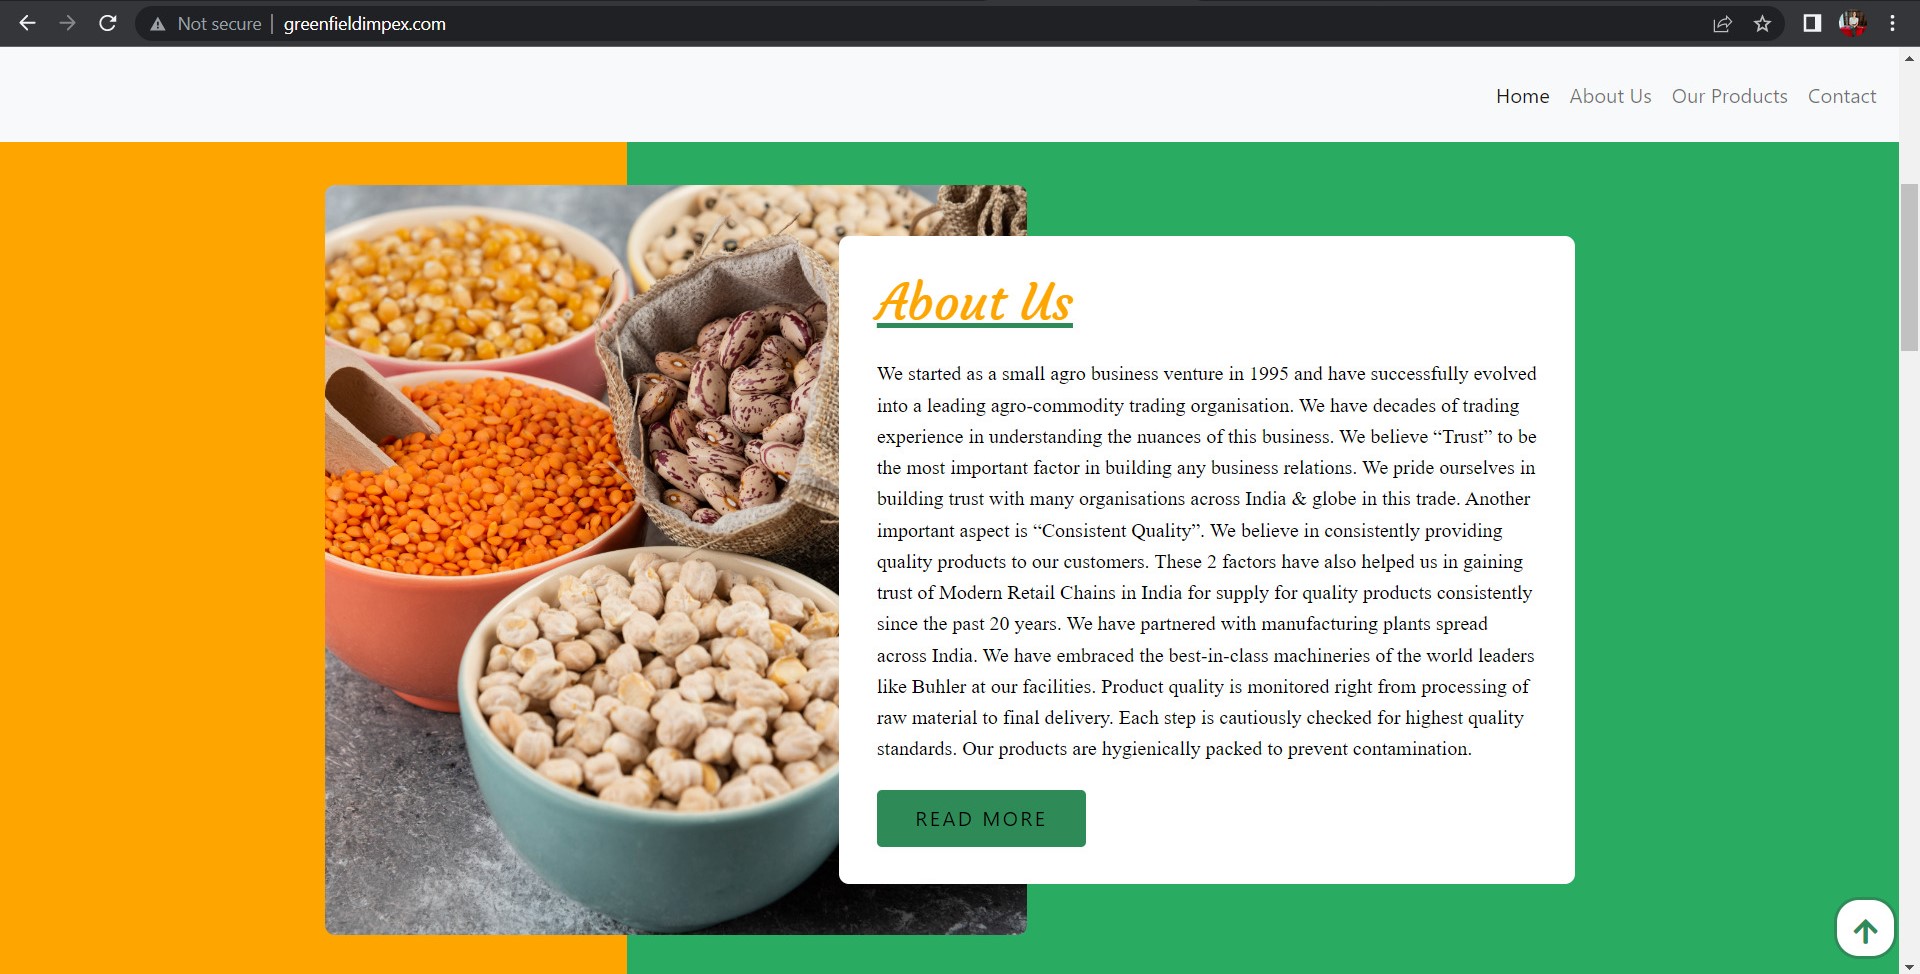 Not secure | greenfieldimpex.com
Home About Us Our Products Contact
About Us
We started as a small agro business venture in 1995 and have successfully evolved
into a leading agro-commodity trading organisation. We have decades of trading
experience in understanding the nuances of this business. We believe “Trust” to be
the most important factor in building any business relations. We pride ourselves in
building trust with many organisations across India & globe in this trade. Another
important aspect is “Consistent Quality”. We believe in consistently providing
quality products to our customers. These 2 factors have also helped us in gaining
trust of Modern Retail Chains in India for supply for quality products consistently
since the past 20 years. We have partnered with manufacturing plants spread
across India. We have embraced the best-in-class machineries of the world leaders
like Buhler at our facilities. Product quality is monitored right from processing of
raw material to final delivery. Each step is cautiously checked for highest quality
standards. Our products are hygienically packed to prevent contamination.
READ MORE